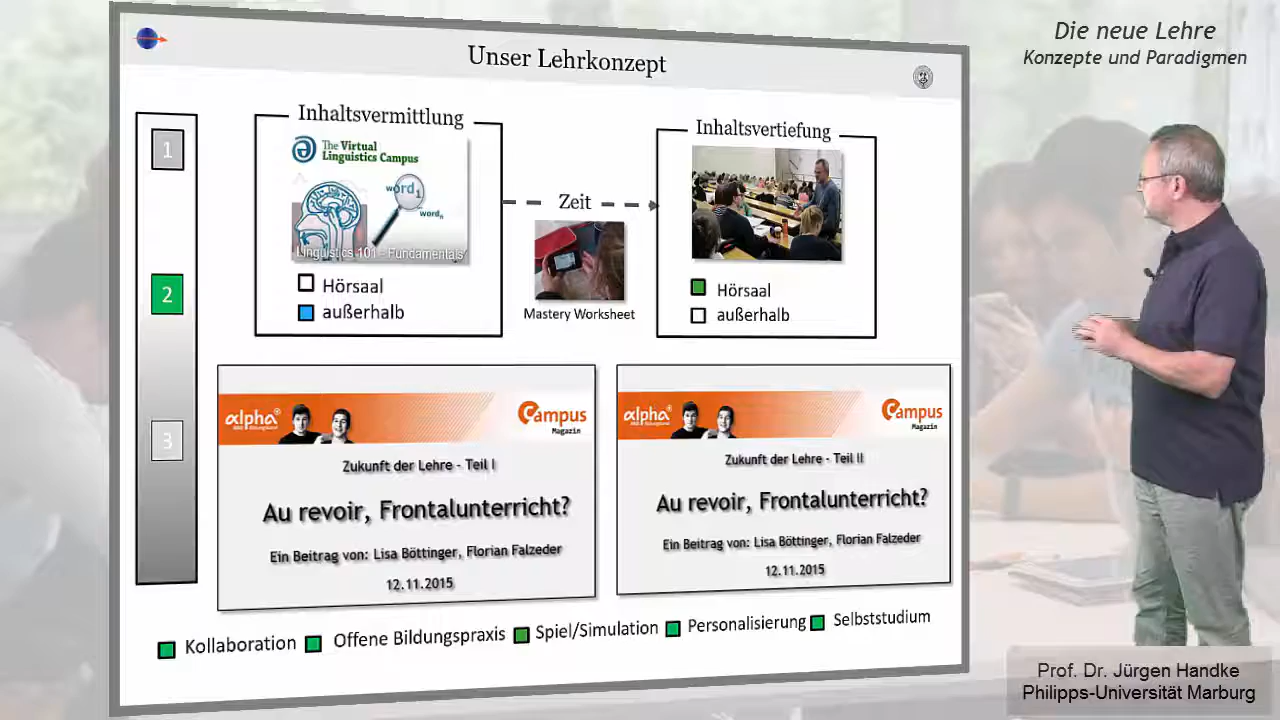 Die neue Lehre
Konzepte und Paradigmen
Unser Lehrkonzept
1
2
3
Inhaltsvermittlung
The Virtual
Linguistics Campus
word1
wordn
Linguistics 101 - Fundamentals
Hörsaal
außerhalb
Zeit
Mastery Worksheet
Inhaltsvertiefung
Hörsaal
außerhalb
alpha®
Campus
Magazin
Zukunft der Lehre - Teil I
Au revoir, Frontalunterricht?
Ein Beitrag von: Lisa Böttinger, Florian Falzeder
12.11.2015
alpha®
Campus
Magazin
Zukunft der Lehre - Teil II
Au revoir, Frontalunterricht?
Ein Beitrag von: Lisa Böttinger, Florian Falzeder
12.11.2015
Kollaboration Offene Bildungspraxis Spiel/Simulation Personalisierung Selbststudium
Prof. Dr. Jürgen Handke
Philipps-Universität Marburg